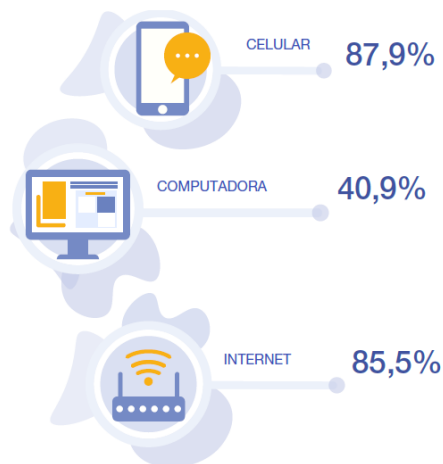 CELULAR 87,9%
COMPUTADORA 40,9%
INTERNET 85,5%